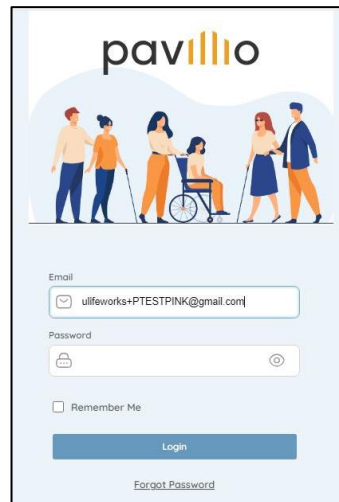 pavillio
Email
ulifeworks+PTESTPINK@gmail.com
Password
Remember Me
Login
Forgot Password